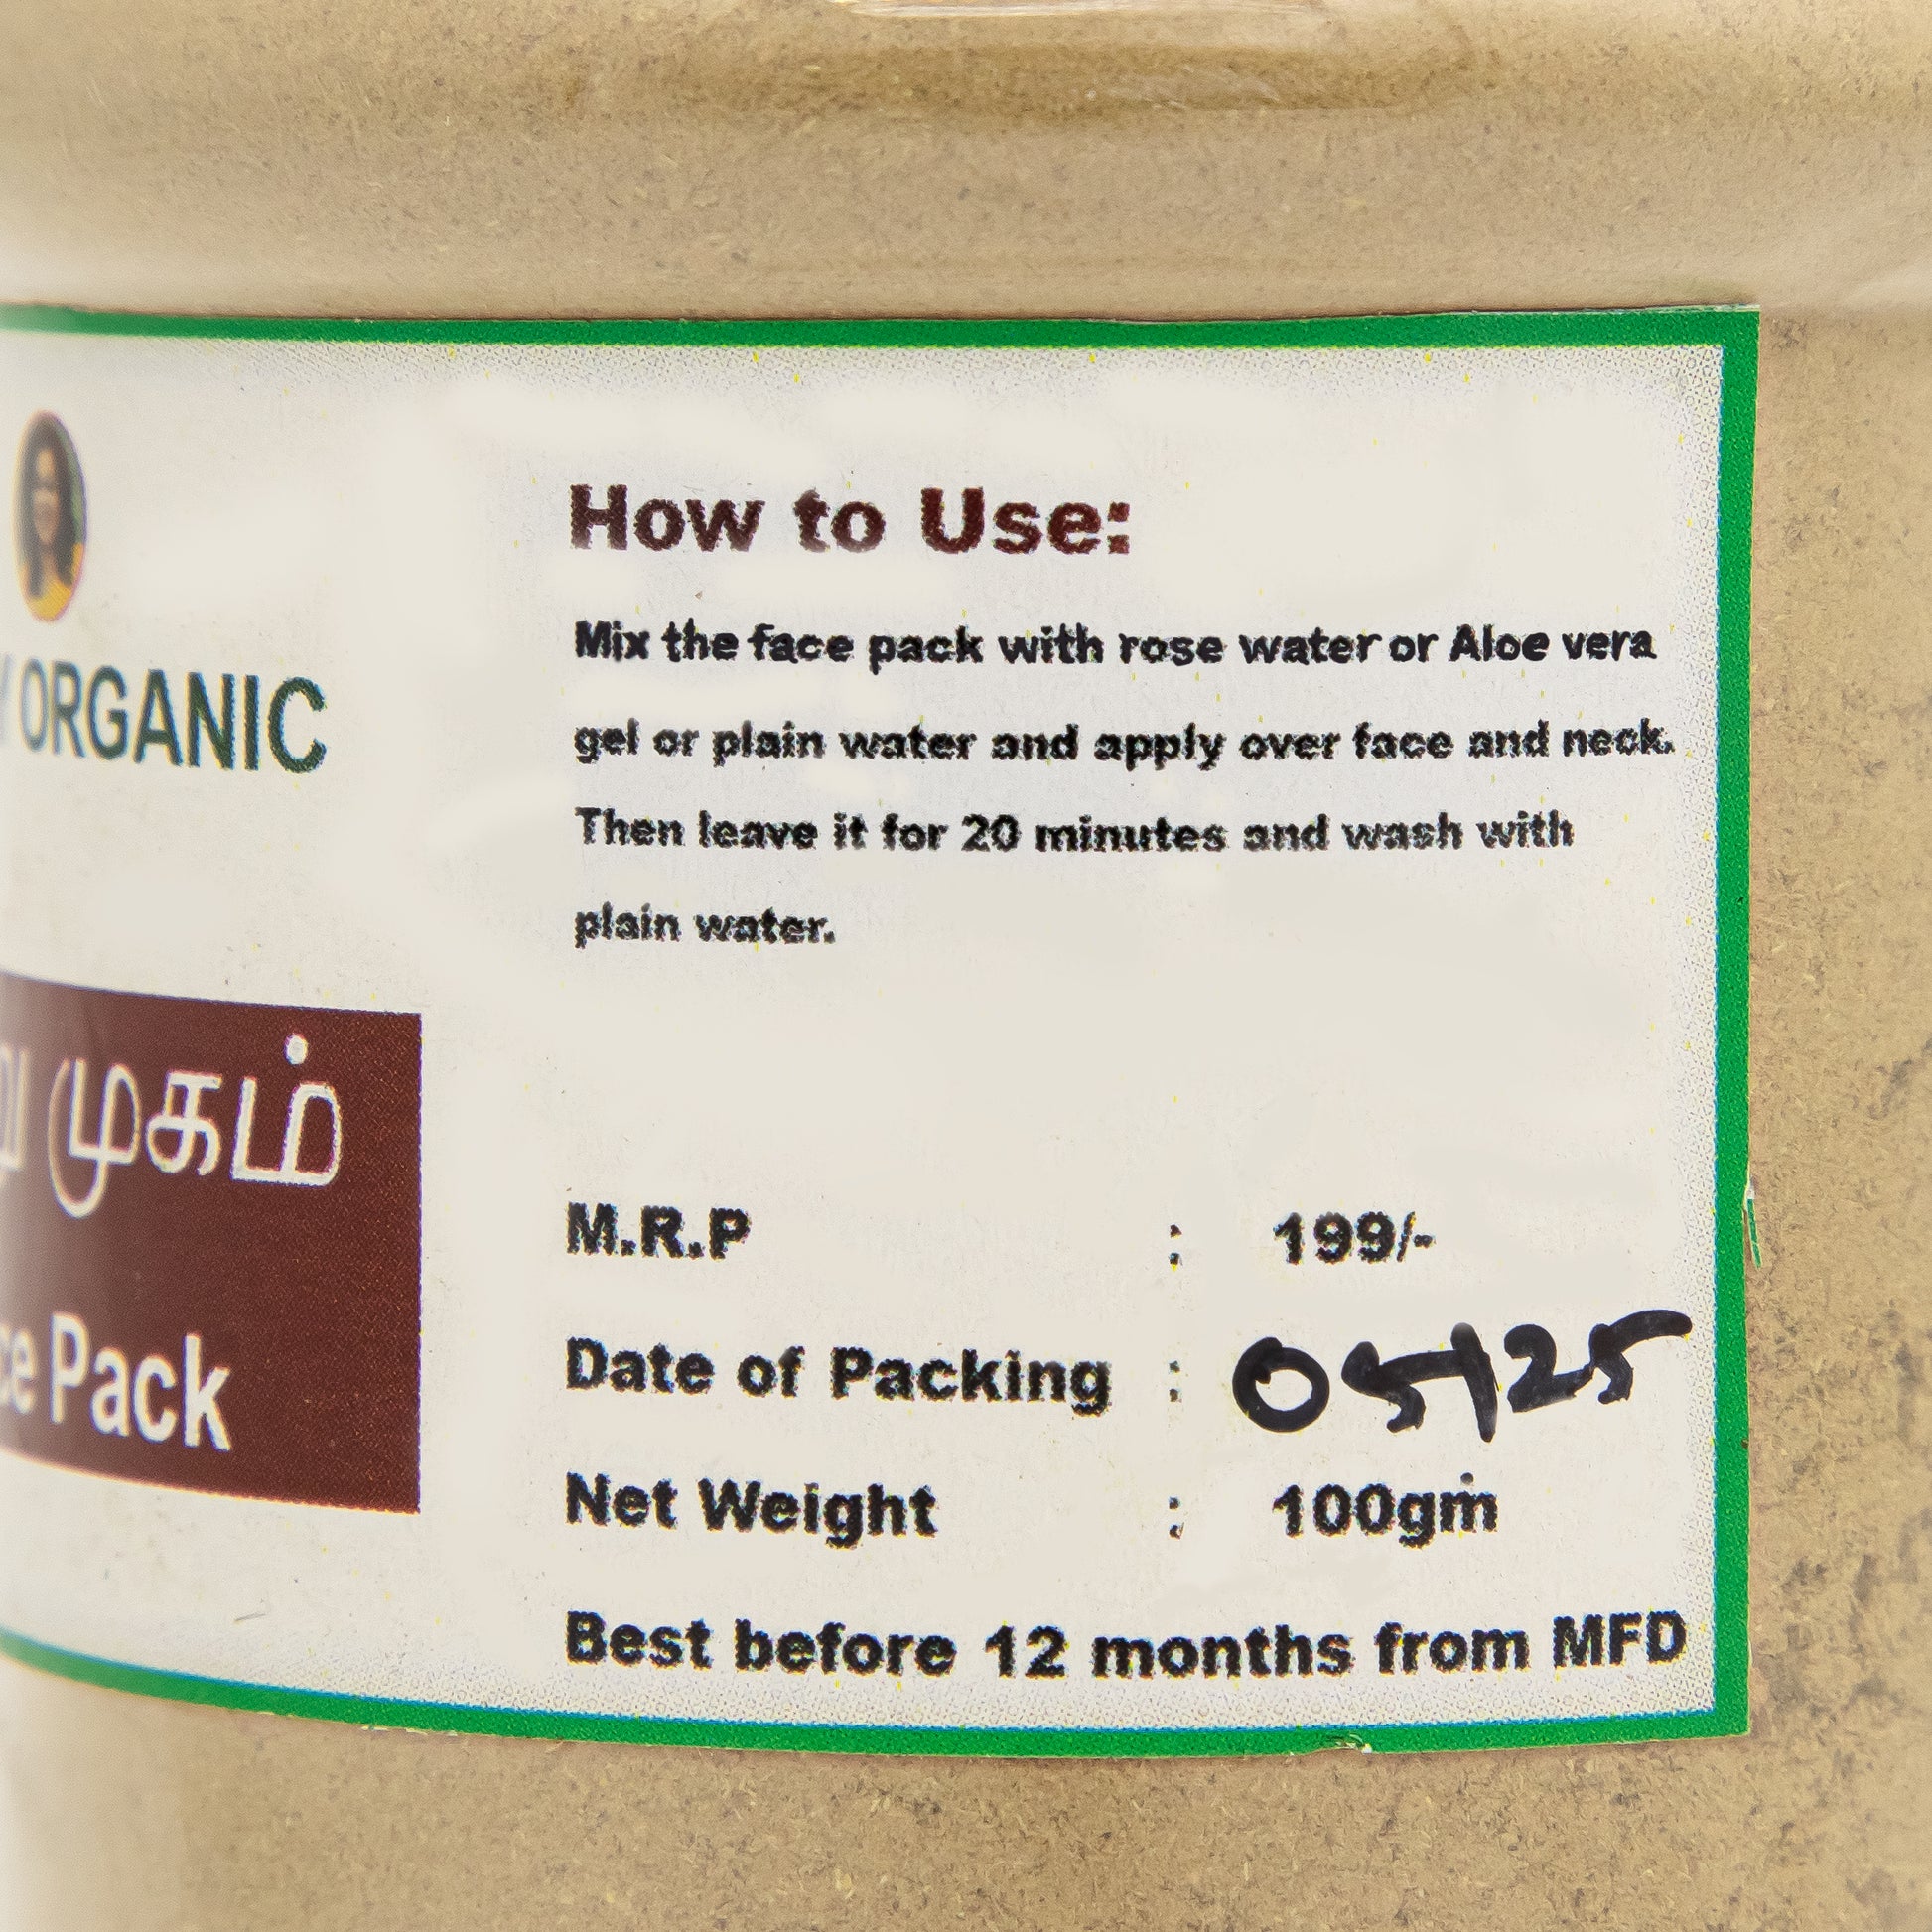 ORGANIC
முகம்
Pack
How to Use:
Mix the face pack with rose water or Aloe vera
gel or plain water and apply over face and neck.
Then leave it for 20 minutes and wash with
plain water.
M.R.P : 199/-
Date of Packing : 05/25
Net Weight : 100gm
Best before 12 months from MFD